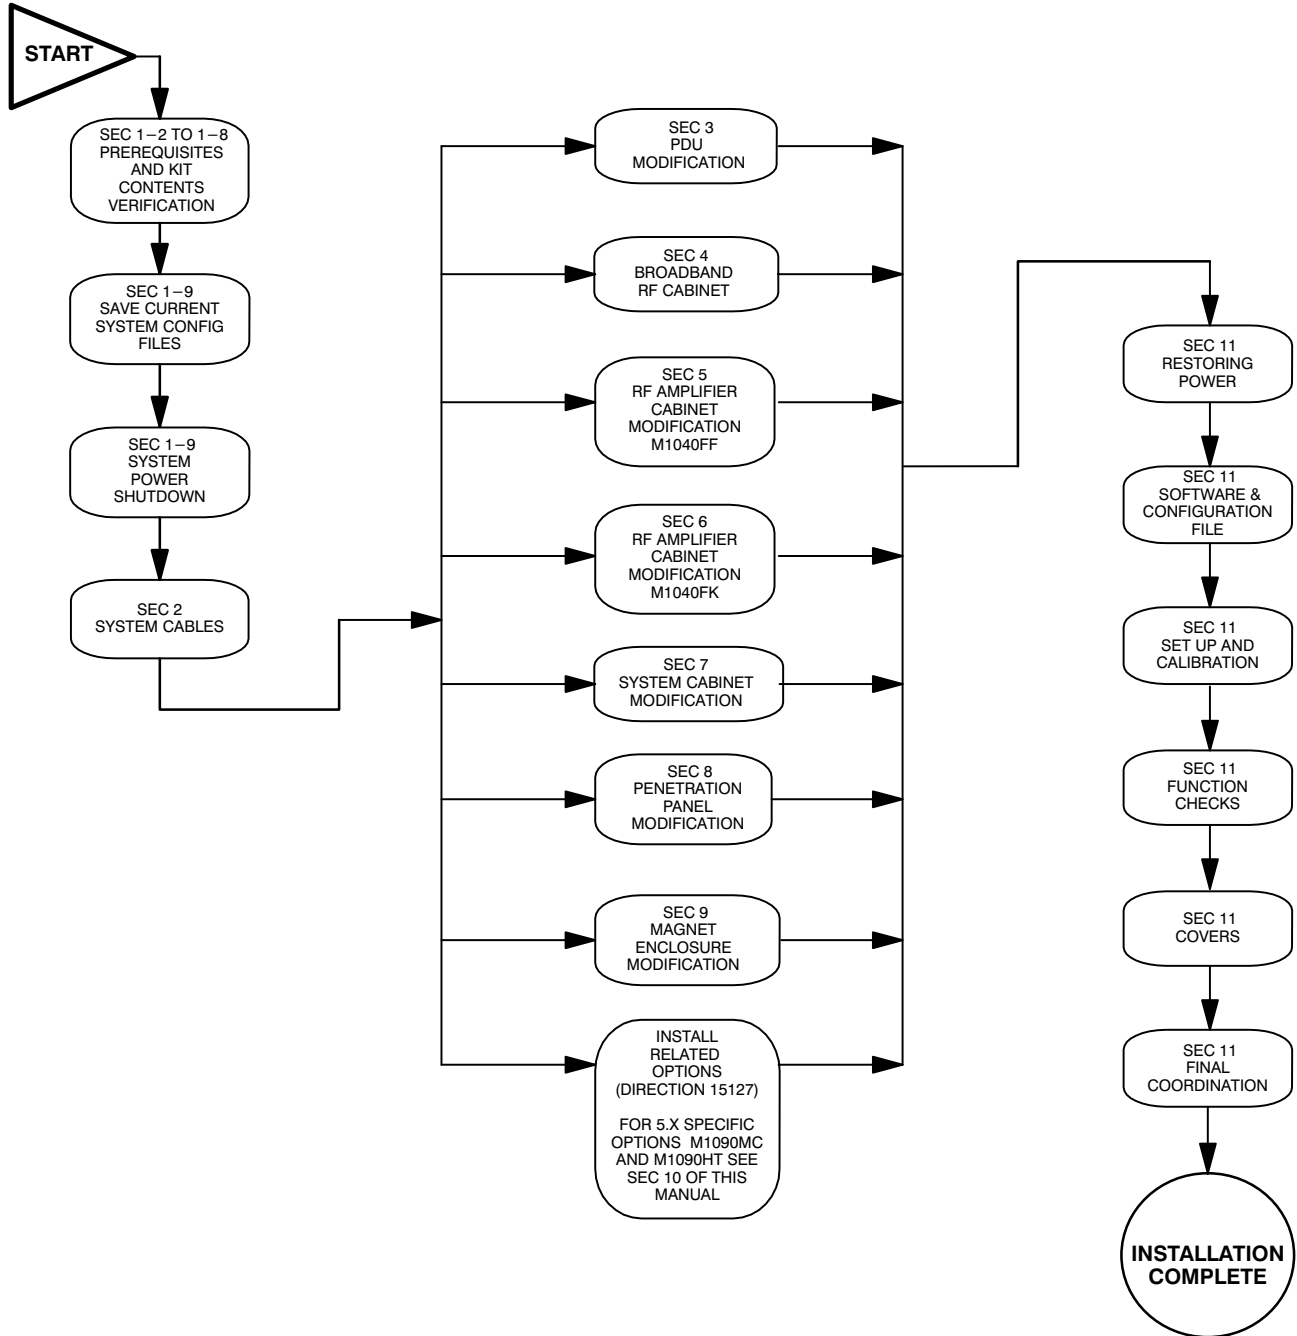 START
SEC 1–2 TO 1–8
PREREQUISITES
AND KIT
CONTENTS
VERIFICATION
SEC 1–9
SAVE CURRENT
SYSTEM CONFIG
FILES
SEC 1–9
SYSTEM
POWER
SHUTDOWN
SEC 2
SYSTEM CABLES
SEC 3
PDU
MODIFICATION
SEC 4
BROADBAND
RF CABINET
SEC 5
RF AMPLIFIER
CABINET
MODIFICATION
M1040FF
SEC 6
RF AMPLIFIER
CABINET
MODIFICATION
M1040FK
SEC 7
SYSTEM CABINET
MODIFICATION
SEC 8
PENETRATION
PANEL
MODIFICATION
SEC 9
MAGNET
ENCLOSURE
MODIFICATION
INSTALL
RELATED
OPTIONS
(DIRECTION 15127)
FOR 5.X SPECIFIC
OPTIONS M1090MC
AND M1090HT SEE
SEC 10 OF THIS
MANUAL
SEC 11
RESTORING
POWER
SEC 11
SOFTWARE &
CONFIGURATION
FILE
SEC 11
SET UP AND
CALIBRATION
SEC 11
FUNCTION
CHECKS
SEC 11
COVERS
SEC 11
FINAL
COORDINATION
INSTALLATION
COMPLETE